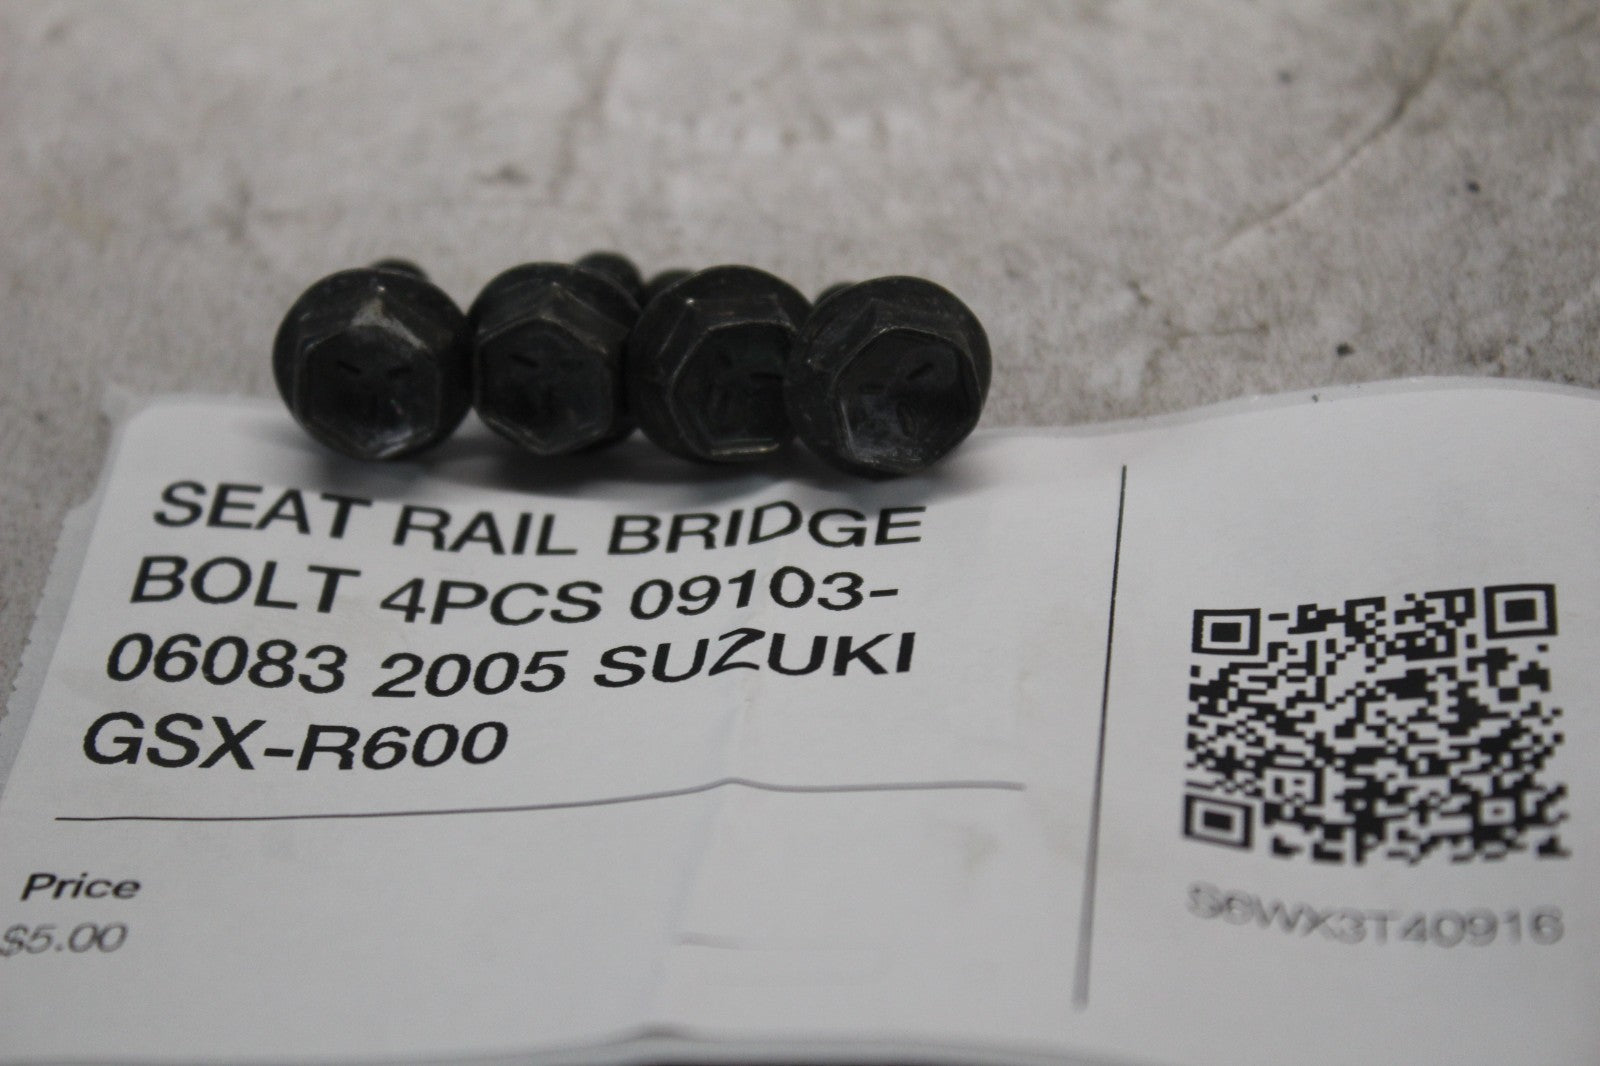 SEAT RAIL BRIDGE
BOLT 4PCS 09103-
06083 2005 SUZUKI
GSX-R600
Price
$5.00
S6WX3T40916